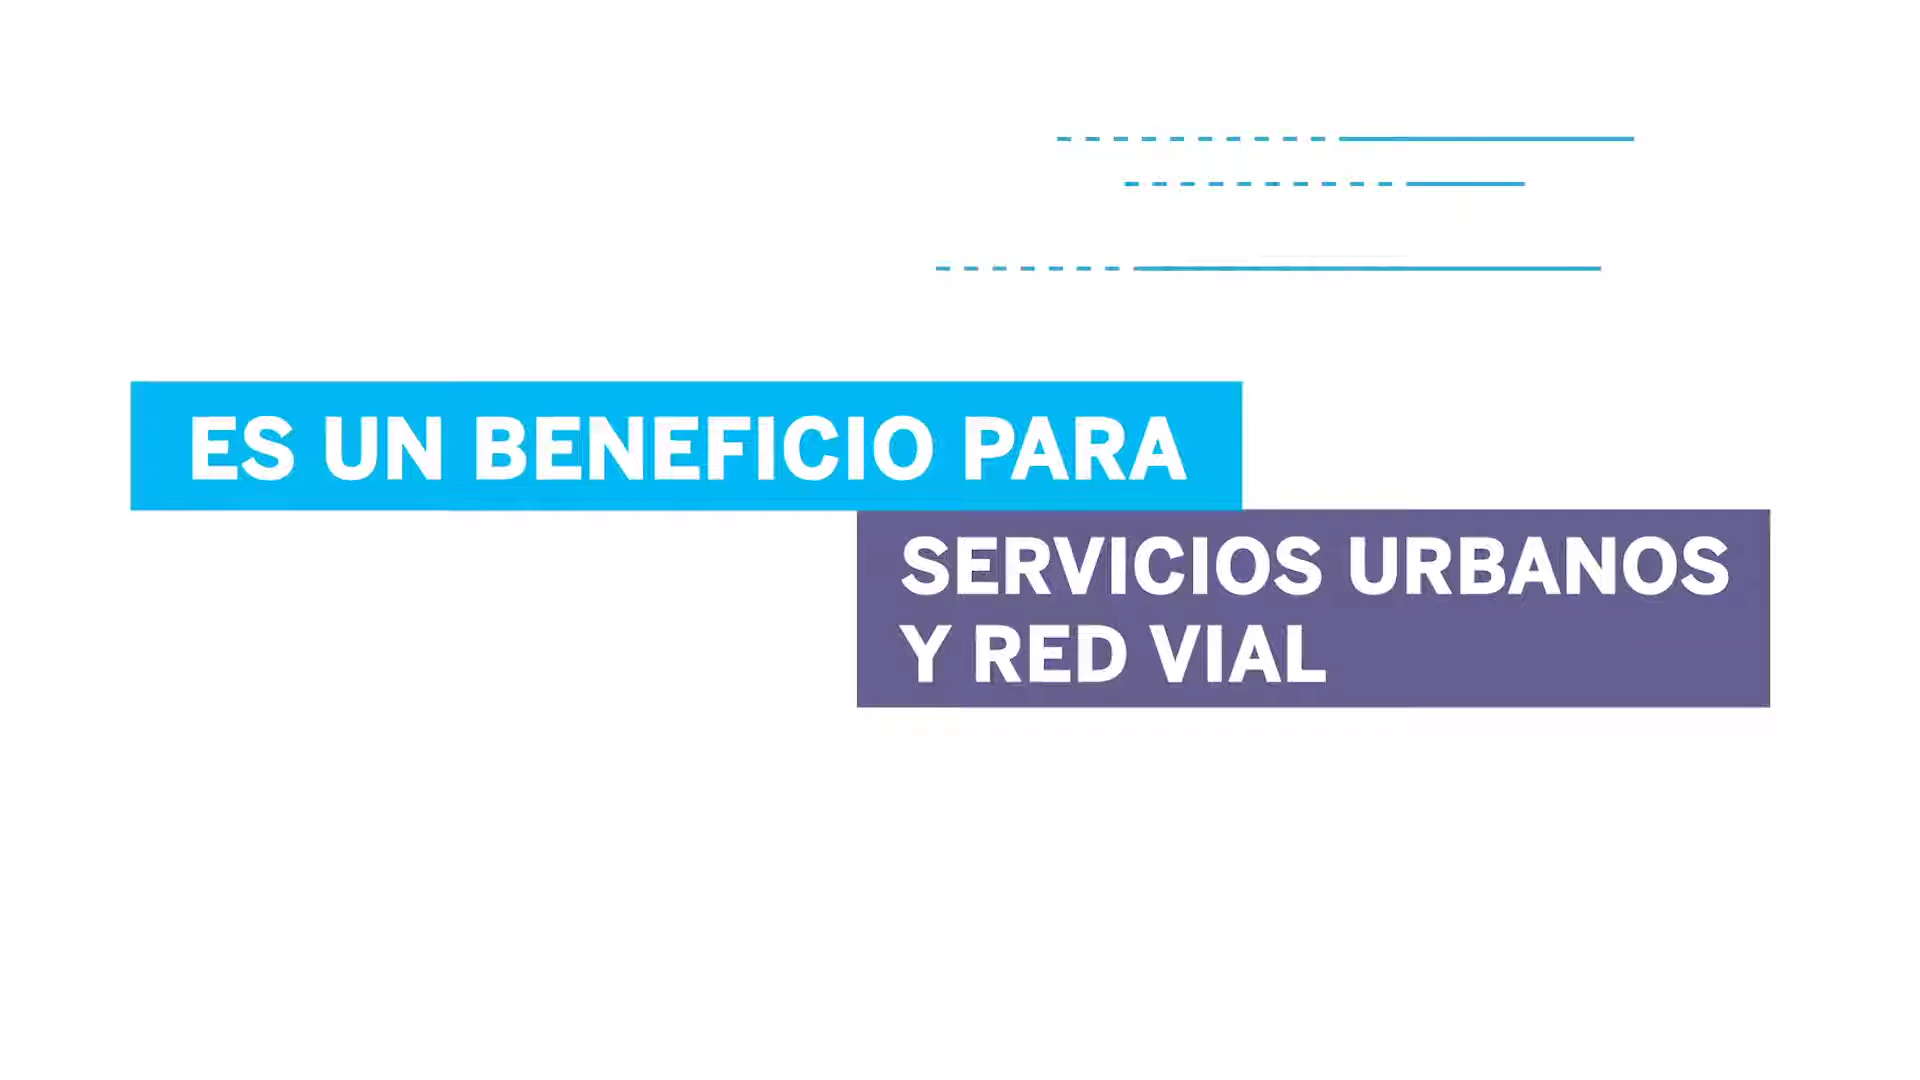 ES UN BENEFICIO PARA
SERVICIOS URBANOS
Y RED VIAL